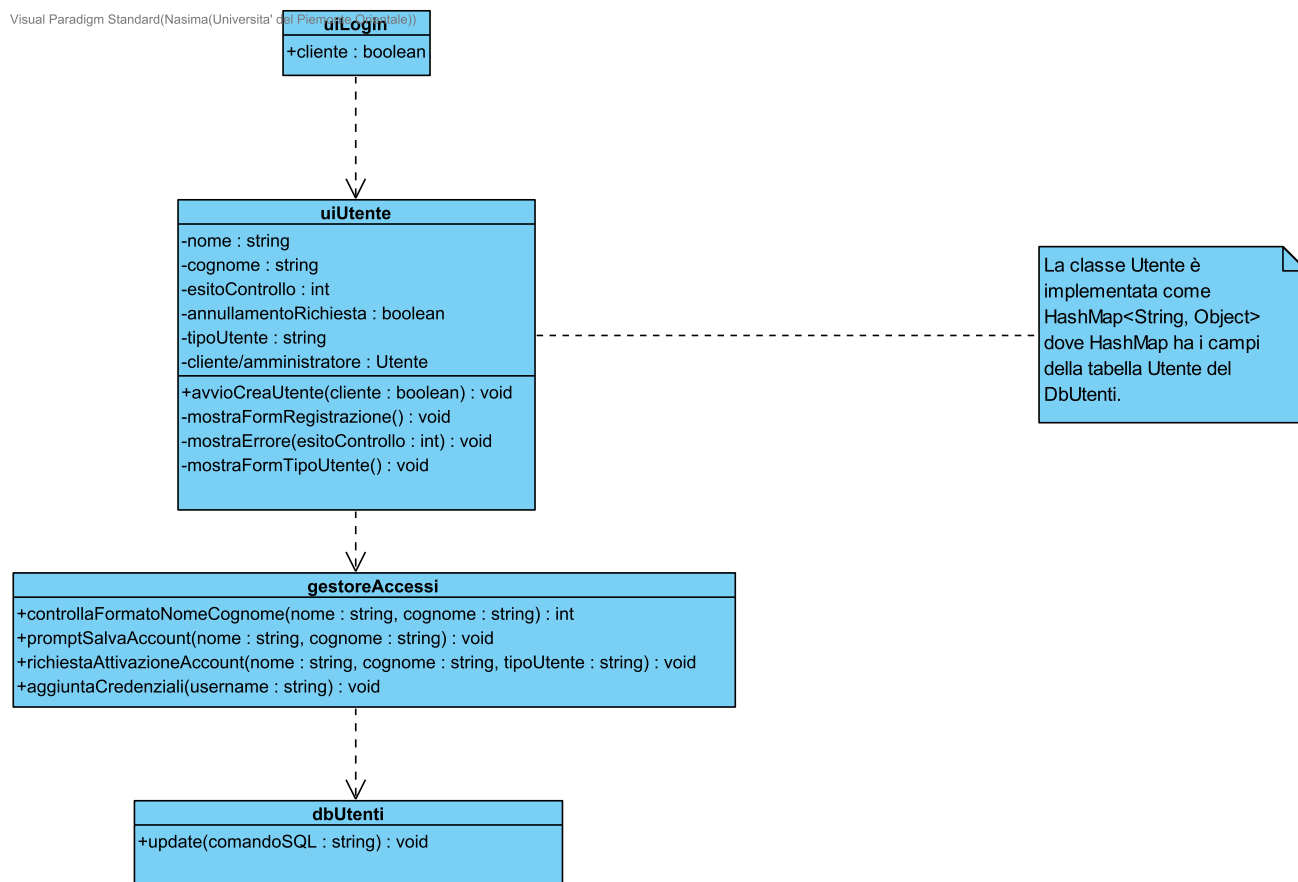 Visual Paradigm Standard(Nasima(Universita' del Piemonte Orientale))
uiLogin
+cliente : boolean
uiUtente
-nome : string
-cognome : string
-esitoControllo : int
-annullamentoRichiesta : boolean
-tipoUtente : string
-cliente/amministratore : Utente
+avvioCreaUtente(cliente : boolean) : void
-mostraFormRegistrazione() : void
-mostraErrore(esitoControllo : int) : void
-mostraFormTipoUtente() : void
La classe Utente è
implementata come
HashMap<String, Object>
dove HashMap ha i campi
della tabella Utente del
DbUtenti.
gestoreAccessi
+controllaFormatoNomeCognome(nome : string, cognome : string) : int
+promptSalvaAccount(nome : string, cognome : string) : void
+richiestaAttivazioneAccount(nome : string, cognome : string, tipoUtente : string) : void
+aggiuntaCredenziali(username : string) : void
dbUtenti
+update(comandoSQL : string) : void